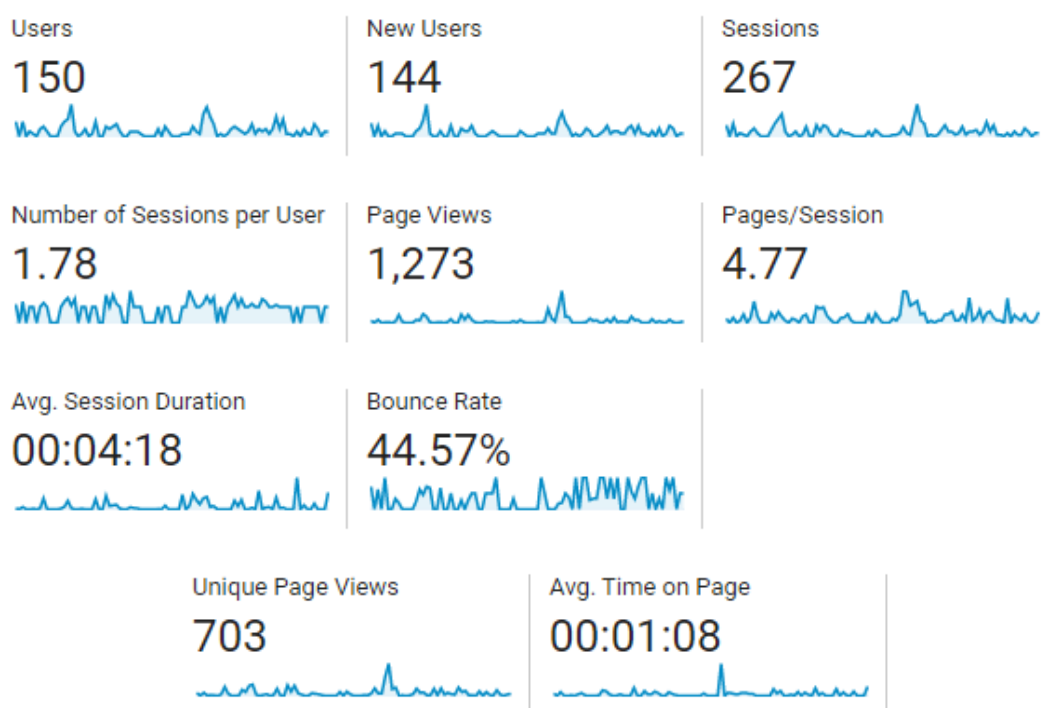 Users
New Users
Sessions
150
144
267
Number of Sessions per User
Page Views
Pages/Session
1.78
1,273
4.77
Avg. Session Duration
Bounce Rate
00:04:18
44.57%
Unique Page Views
Avg. Time on Page
703
00:01:08